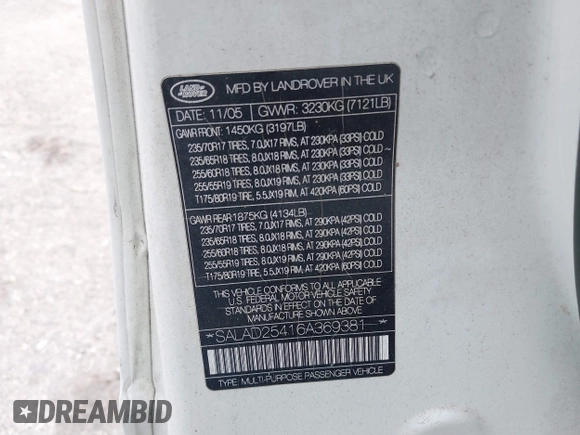 LAND ROVER
MFD BY LANDROVER IN THE UK
DATE: 11/05 GVWR: 3230KG (7121LB)
GAWR FRONT: 1450KG (3197LB)
235/70R17 TIRES, 7.0JX17 RIMS, AT 230KPA (33PSI) COLD
235/65R18 TIRES, 8.0JX18 RIMS, AT 230KPA (33PSI) COLD ~
255/60R18 TIRES, 8.0JX18 RIMS, AT 230KPA (33PSI) COLD
255/55R19 TIRES, 8.0JX19 RIMS, AT 230KPA (33PSI) COLD
T175/80R19 TIRE, 5.5JX19 RIM, AT 420KPA (60PSI) COLD
GAWR REAR: 1875KG (4134LB)
235/70R17 TIRES, 7.0JX17 RIMS, AT 290KPA (42PSI) COLD
235/65R18 TIRES, 8.0JX18 RIMS, AT 290KPA (42PSI) COLD
255/60R18 TIRES, 8.0JX18 RIMS, AT 290KPA (42PSI) COLD
255/55R19 TIRES, 8.0JX19 RIMS, AT 290KPA (42PSI) COLD
T175/80R19 TIRE, 5.5JX19 RIM, AT 420KPA (60PSI) COLD
THIS VEHICLE CONFORMS TO ALL APPLICABLE
U.S. FEDERAL MOTOR VEHICLE SAFETY
STANDARDS IN EFFECT ON THE DATE OF
MANUFACTURE SHOWN ABOVE.
*SALAD25416A369381*
TYPE: MULTI-PURPOSE PASSENGER VEHICLE
DREAMBID